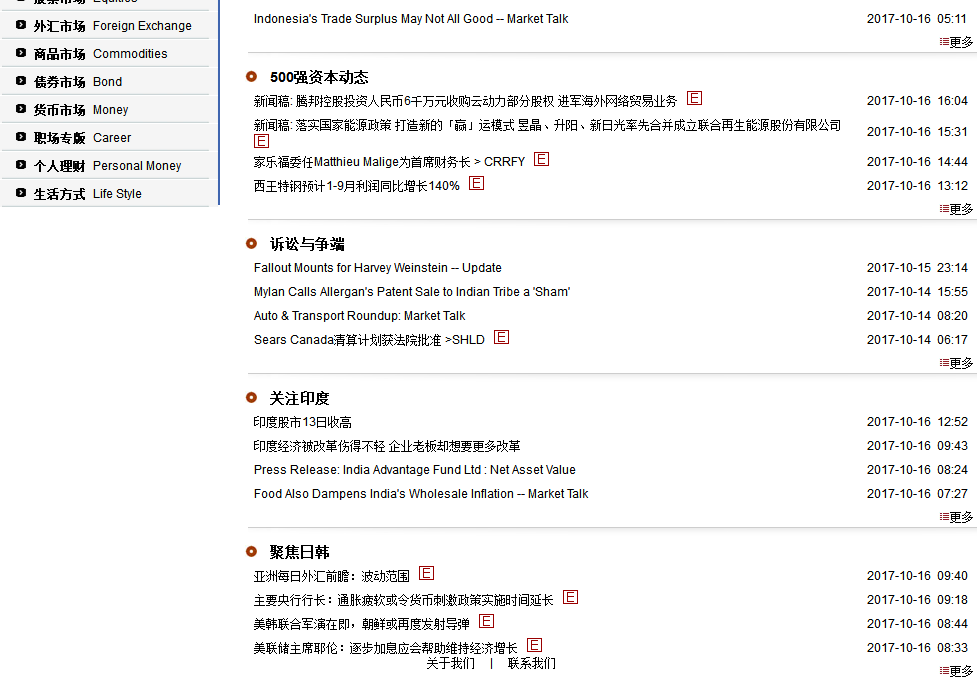 外汇市场 Foreign Exchange
商品市场 Commodities
债券市场 Bond
货币市场 Money
职场专版 Career
个人理财 Personal Money
生活方式 Life Style
Indonesia's Trade Surplus May Not All Good -- Market Talk 2017-10-16 05:11
更多
500强资本动态
新闻稿: 腾邦控股投资人民币6千万元收购云动力部分股权 进军海外网络贸易业务 E 2017-10-16 16:04
新闻稿: 落实国家能源政策 打造新的「赢」运模式 昱晶、升阳、新日光率先合并成立联合再生能源股份有限公司 2017-10-16 15:31
E
家乐福委任Matthieu Malige为首席财务长 > CRRFY E 2017-10-16 14:44
西王特钢预计1-9月利润同比增长140% E 2017-10-16 13:12
更多
诉讼与争端
Fallout Mounts for Harvey Weinstein -- Update 2017-10-15 23:14
Mylan Calls Allergan's Patent Sale to Indian Tribe a 'Sham' 2017-10-14 15:55
Auto & Transport Roundup: Market Talk 2017-10-14 08:20
Sears Canada清算计划获法院批准 >SHLD E 2017-10-14 06:17
更多
关注印度
印度股市13日收高 2017-10-16 12:52
印度经济被改革伤得不轻 企业老板却想要更多改革 2017-10-16 09:43
Press Release: India Advantage Fund Ltd : Net Asset Value 2017-10-16 08:24
Food Also Dampens India's Wholesale Inflation -- Market Talk 2017-10-16 07:27
更多
聚焦日韩
亚洲每日外汇前瞻：波动范围 E 2017-10-16 09:40
主要央行行长：通胀疲软或令货币刺激政策实施时间延长 E 2017-10-16 09:18
美韩联合军演在即，朝鲜或再度发射导弹 E 2017-10-16 08:44
美联储主席耶伦：逐步加息应会帮助维持经济增长 E 2017-10-16 08:33
关于我们 | 联系我们
更多